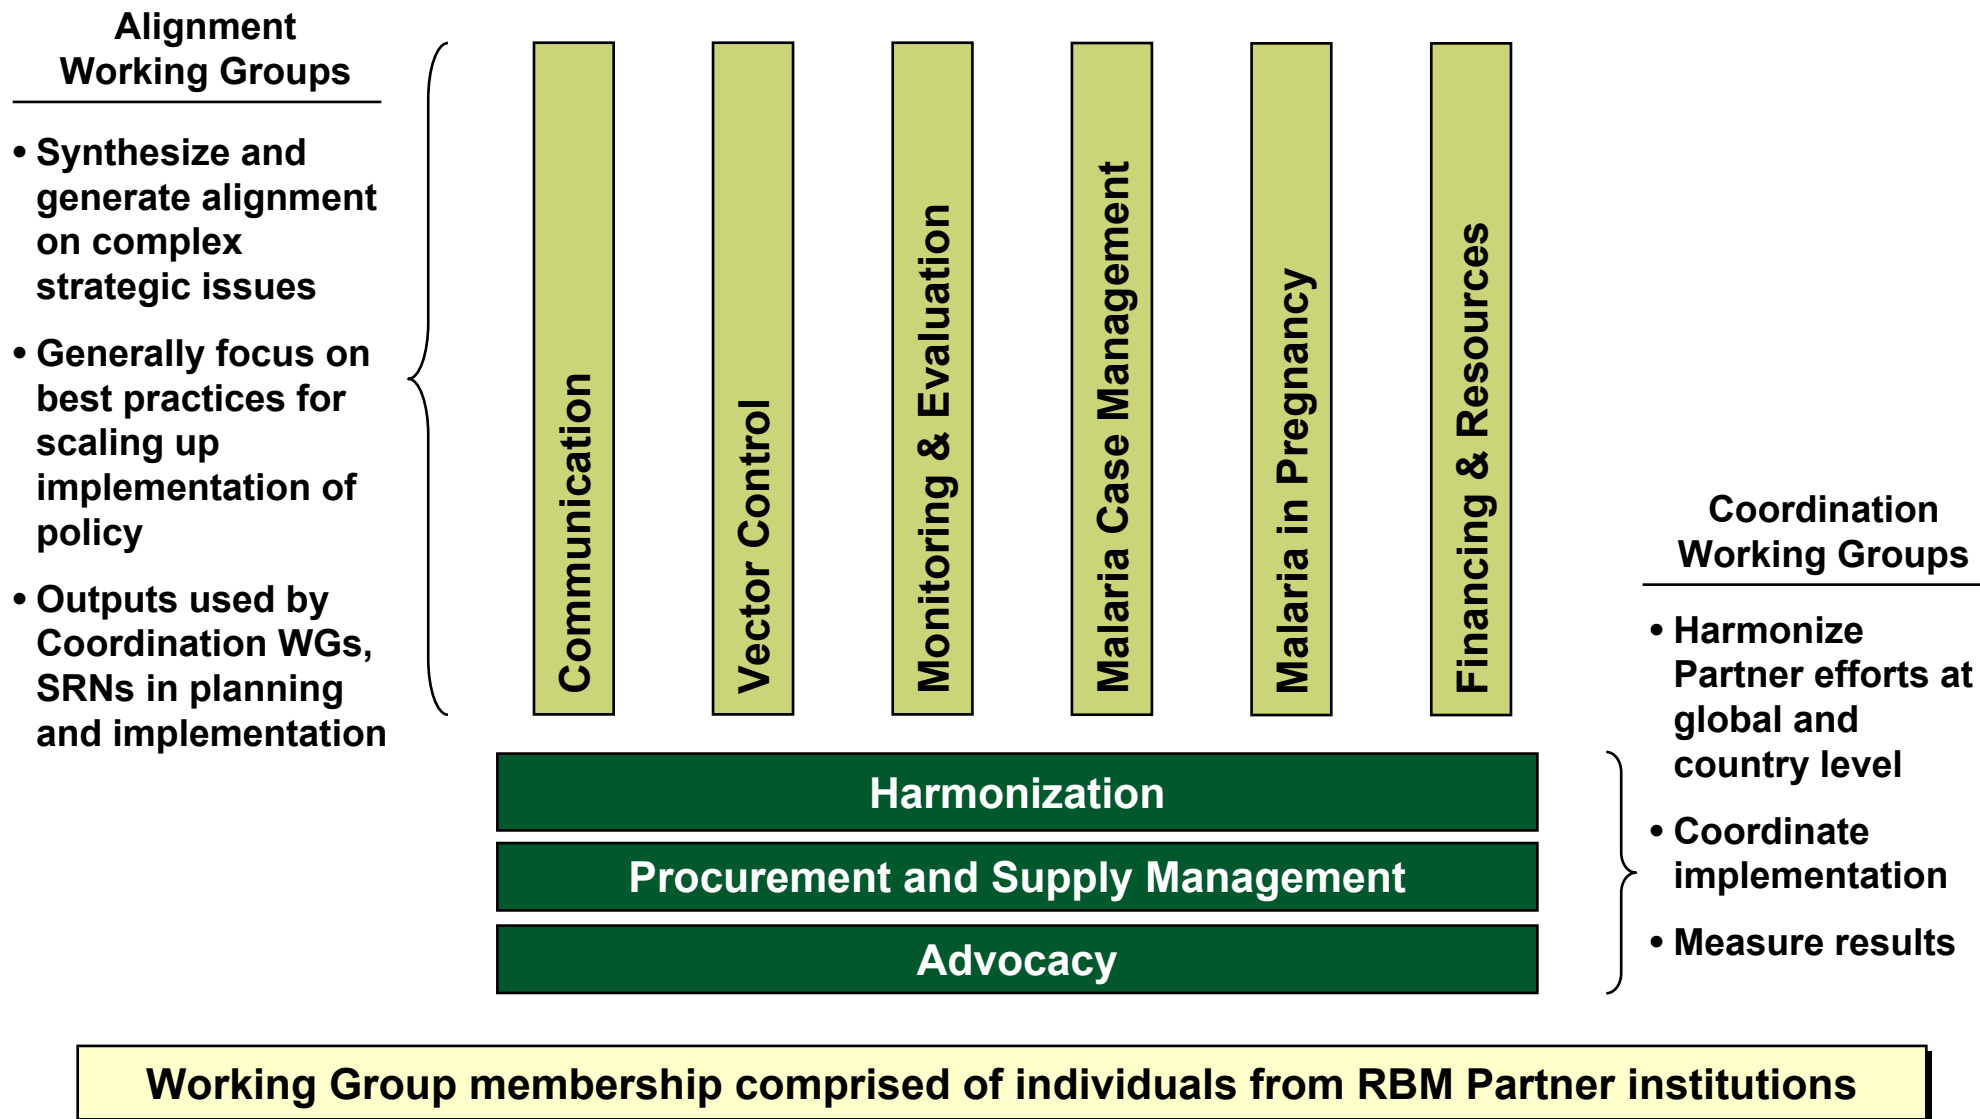 Alignment
Working Groups
• Synthesize and
generate alignment
on complex
strategic issues
• Generally focus on
best practices for
scaling up
implementation of
policy
• Outputs used by
Coordination WGs,
SRNs in planning
and implementation
Communication
Vector Control
Monitoring & Evaluation
Malaria Case Management
Malaria in Pregnancy
Financing & Resources
Harmonization
Procurement and Supply Management
Advocacy
Coordination
Working Groups
• Harmonize
Partner efforts at
global and
country level
• Coordinate
implementation
• Measure results
Working Group membership comprised of individuals from RBM Partner institutions